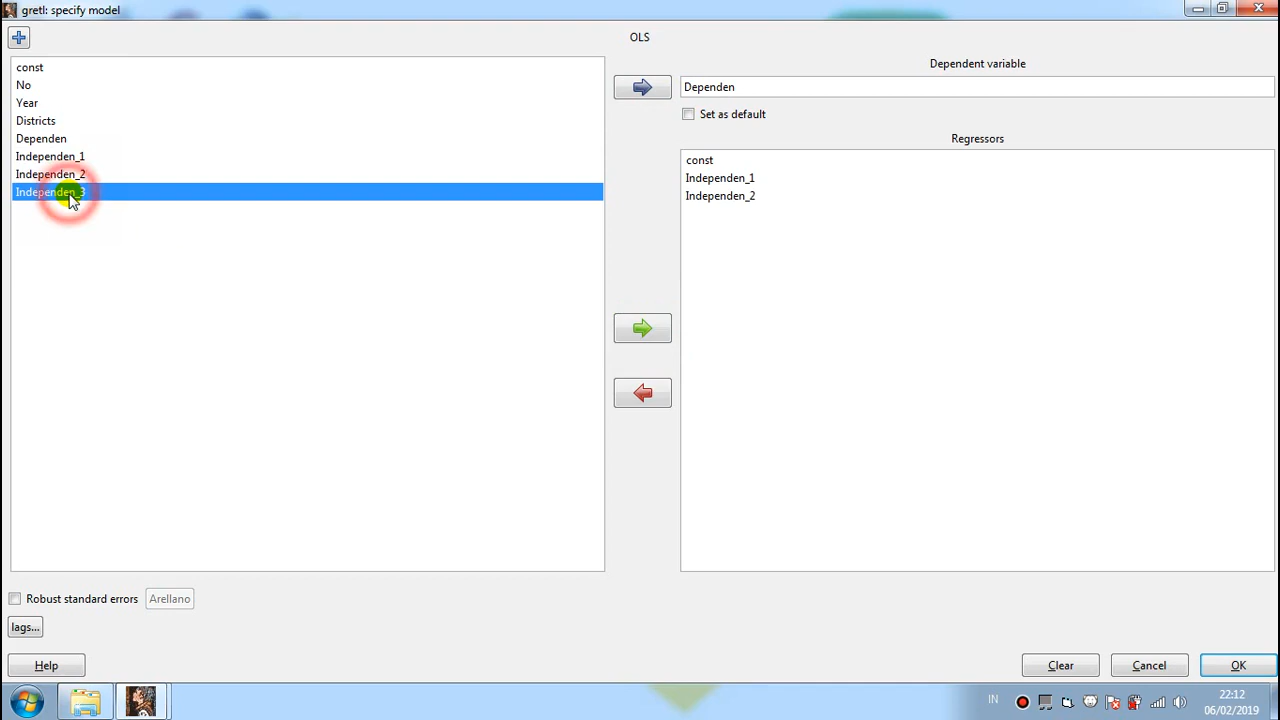 gretl: specify model
OLS
const
No
Year
Districts
Dependen
Independen_1
Independen_2
Independen_3
Dependent variable
Dependen
Set as default
Regressors
const
Independen_1
Independen_2
Robust standard errors
Arellano
lags...
Help
Clear
Cancel
OK
IN
22:12
06/02/2019